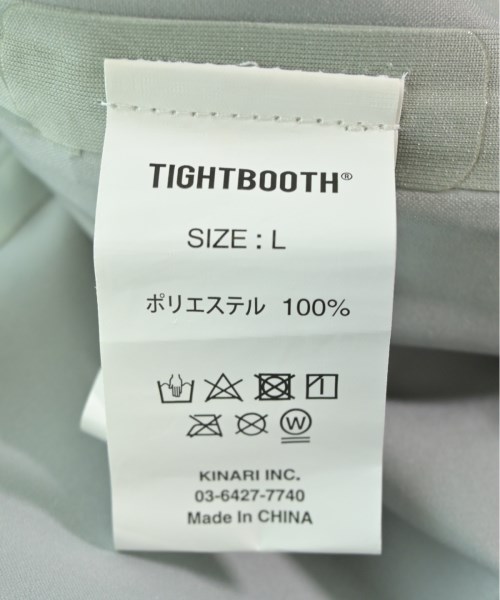 TIGHTBOOTH®
SIZE : L
ポリエステル 100%
W
KINARI INC.
03-6427-7740
Made In CHINA